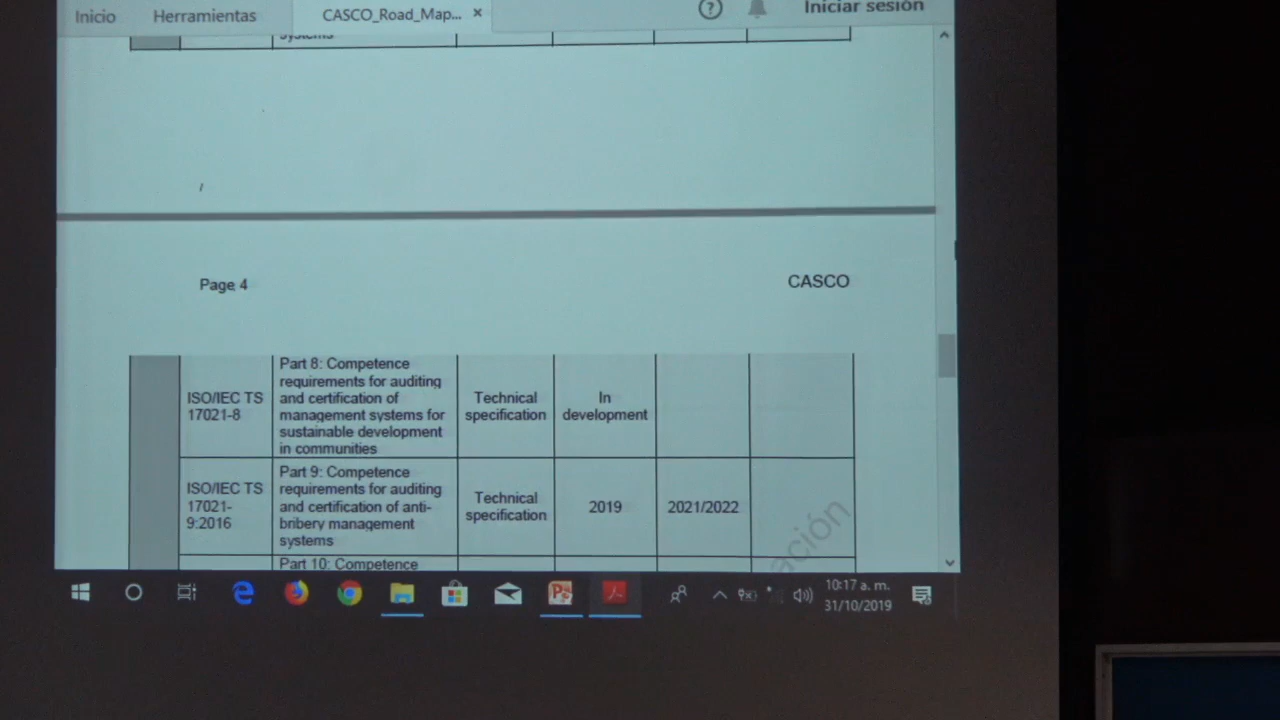 Inicio Herramientas CASCO_Road_Map... × Iniciar sesión
systems
Page 4 CASCO
ISO/IEC TS
17021-8
Part 8: Competence
requirements for auditing
and certification of
management systems for
sustainable development
in communities
Technical
specification
In
development
ISO/IEC TS
17021-
9:2016
Part 9: Competence
requirements for auditing
and certification of anti-
bribery management
systems
Technical
specification
2019
2021/2022
Part 10: Competence
10:17 a. m.
31/10/2019